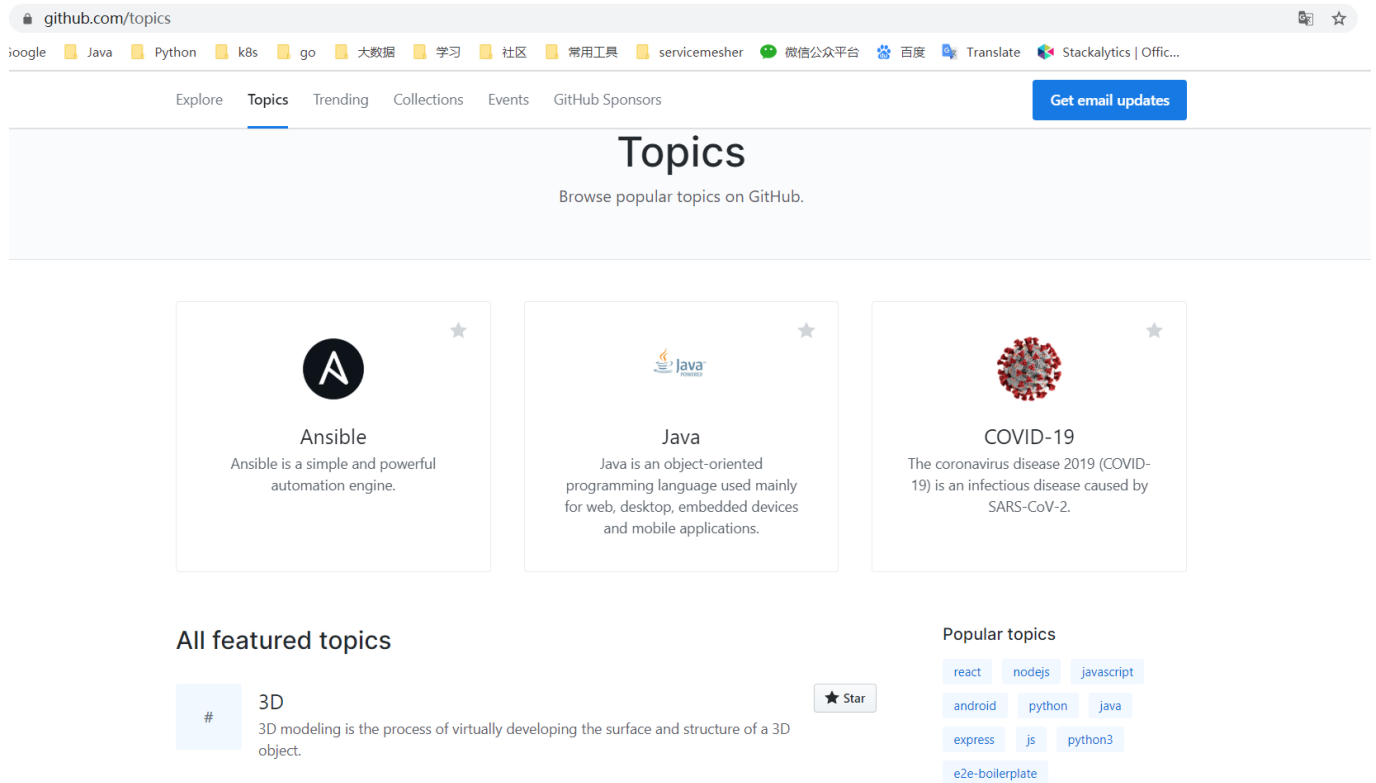 github.com/topics
Google Java Python k8s go 大数据 学习 社区 常用工具 servicemesher 微信公众平台 百度 Translate Stackalytics | Offic...
Explore Topics Trending Collections Events GitHub Sponsors Get email updates
Topics
Browse popular topics on GitHub.
Java
POWERED
Ansible
Ansible is a simple and powerful
automation engine.
Java
Java is an object-oriented
programming language used mainly
for web, desktop, embedded devices
and mobile applications.
COVID-19
The coronavirus disease 2019 (COVID-
19) is an infectious disease caused by
SARS-CoV-2.
All featured topics
#
3D
Star
3D modeling is the process of virtually developing the surface and structure of a 3D
object.
Popular topics
react nodejs javascript
android python java
express js python3
e2e-boilerplate